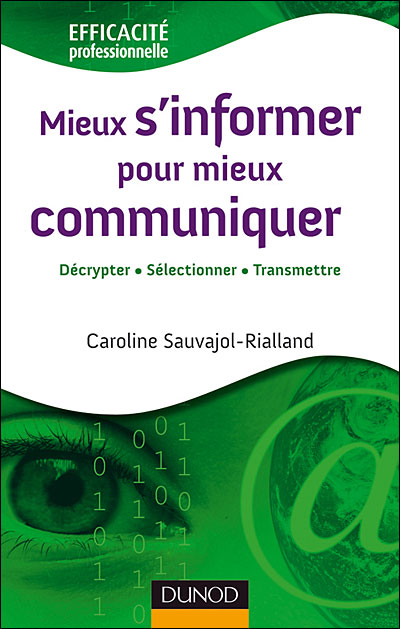 EFFICACITÉ
professionnelle
Mieux s'informer
pour mieux
communiquer
Décrypter • Sélectionner • Transmettre
Caroline Sauvajol-Rialland
DUNOD